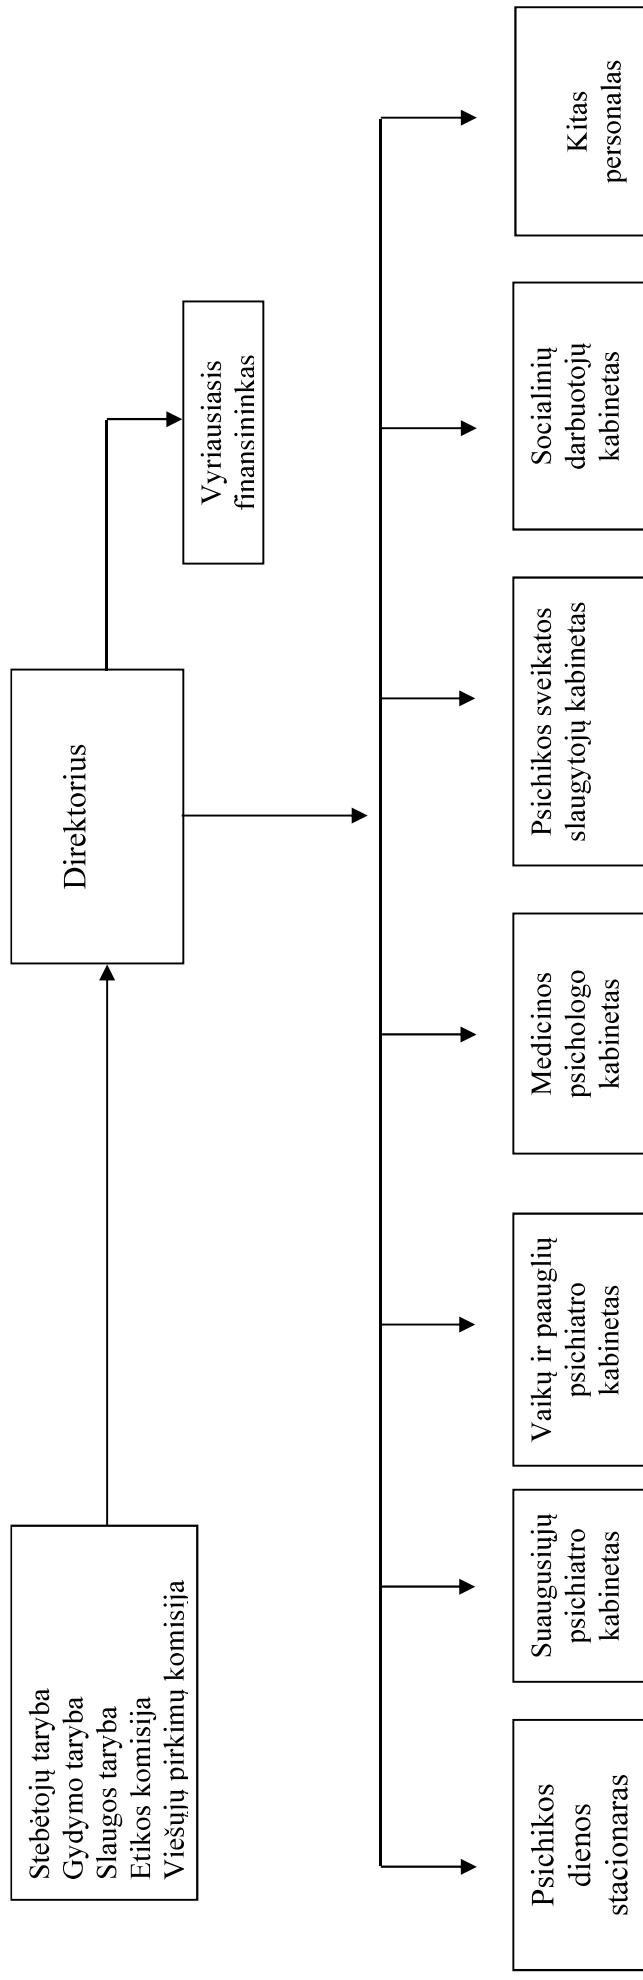 Stebėtojų taryba
Gydymo taryba
Slaugos taryba
Etikos komisija
Viešųjų pirkimų komisija
Direktorius
Vyriausiasis
finansininkas
Psichikos
dienos
stacionaras
Suaugusiųjų
psichiatro
kabinetas
Vaikų ir paauglių
psichiatro
kabinetas
Medicinos
psichologo
kabinetas
Psichikos sveikatos
slaugytojų kabinetas
Socialinių
darbuotojų
kabinetas
Kitas
personalas